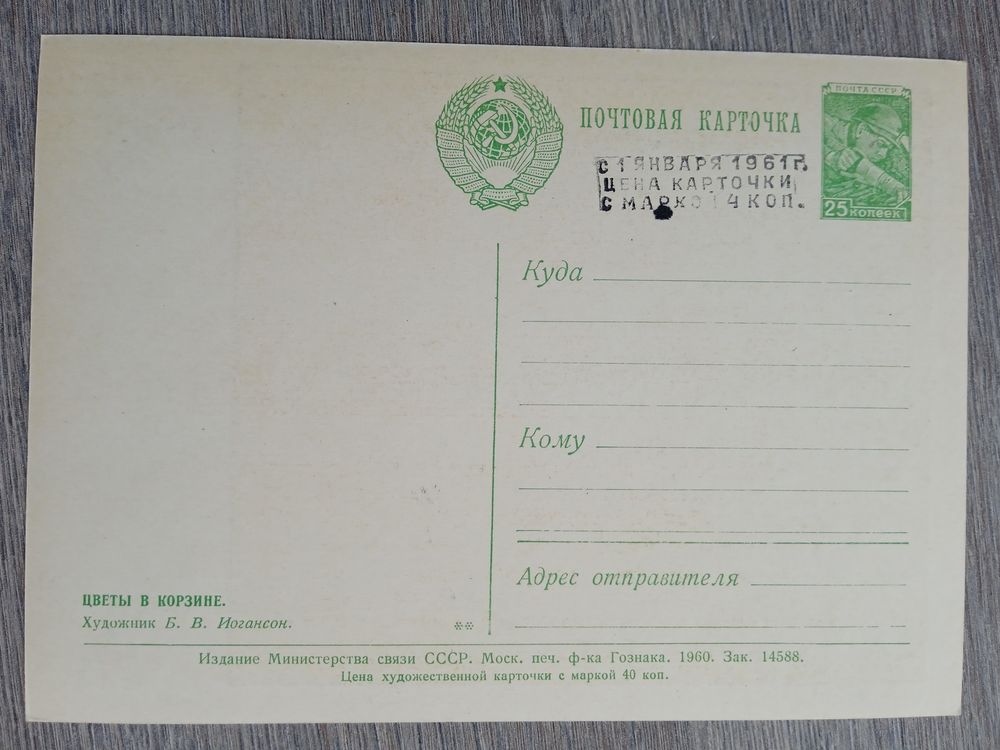 ПОЧТА СССР
ПОЧТОВАЯ КАРТОЧКА
С 1 ЯНВАРЯ 1961 Г.
ЦЕНА КАРТОЧКИ
С МАРКОЙ 4 КОП.
25 КОПЕЕК
Куда
Кому
Адрес отправителя
ЦВЕТЫ В КОРЗИНЕ.
Художник Б. В. Иогансон.
**
Издание Министерства связи СССР. Моск. печ. ф-ка Гознака. 1960. Зак. 14588.
Цена художественной карточки с маркой 40 коп.